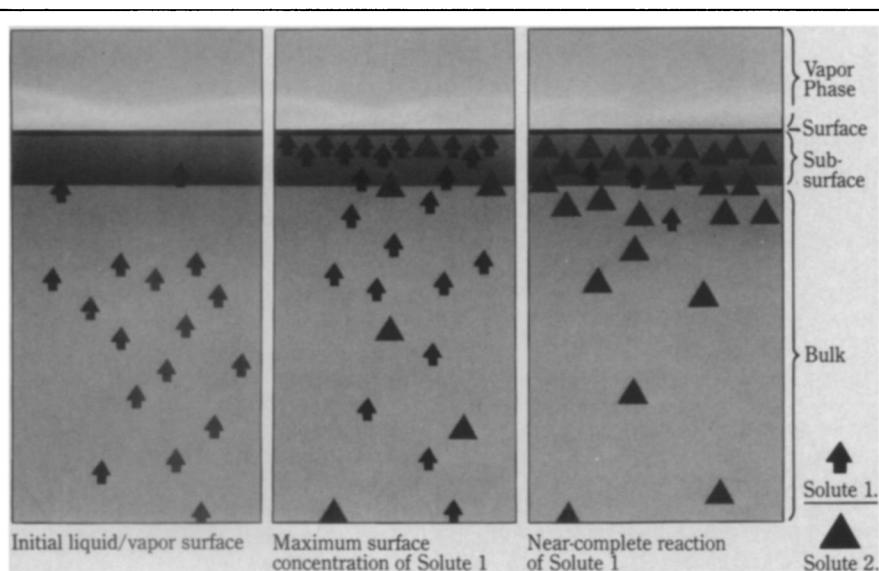 Vapor
Phase
Surface
Sub-
surface
Bulk
Solute 1.
Solute 2.
Initial liquid/vapor surface
Maximum surface
concentration of Solute 1
Near-complete reaction
of Solute 1